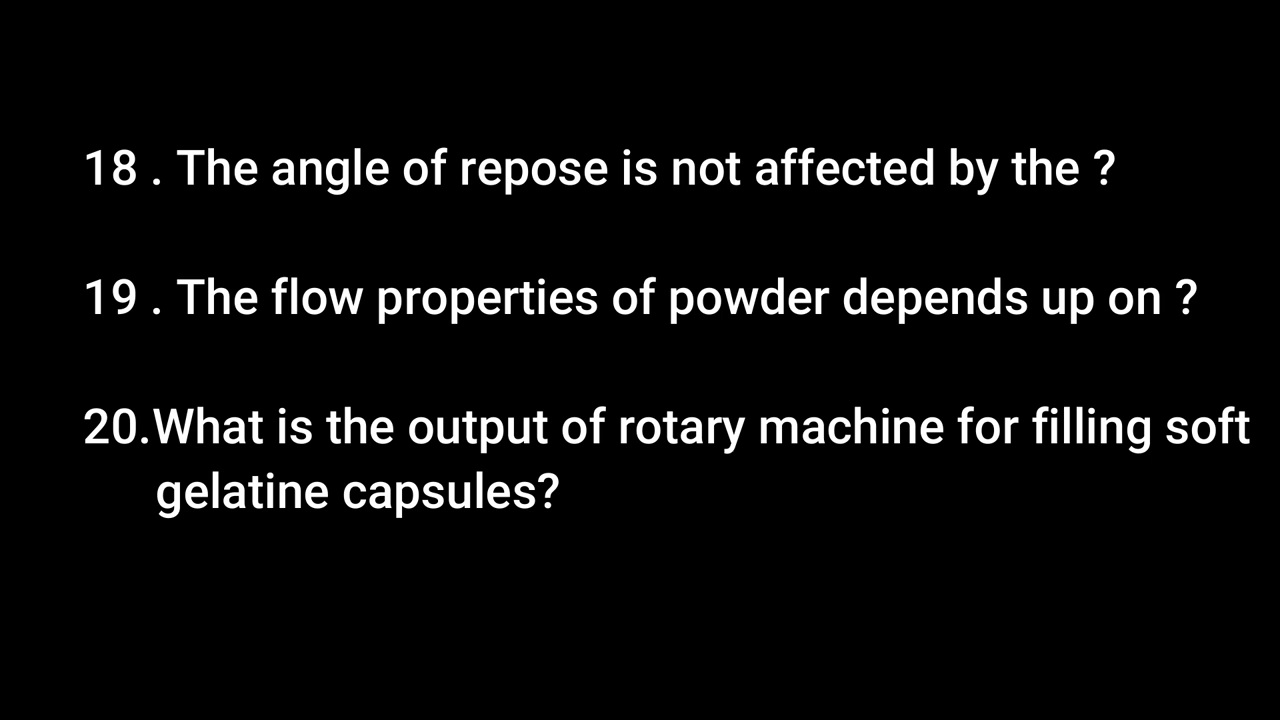 18 . The angle of repose is not affected by the ?
19 . The flow properties of powder depends up on ?
20.What is the output of rotary machine for filling soft
gelatine capsules?